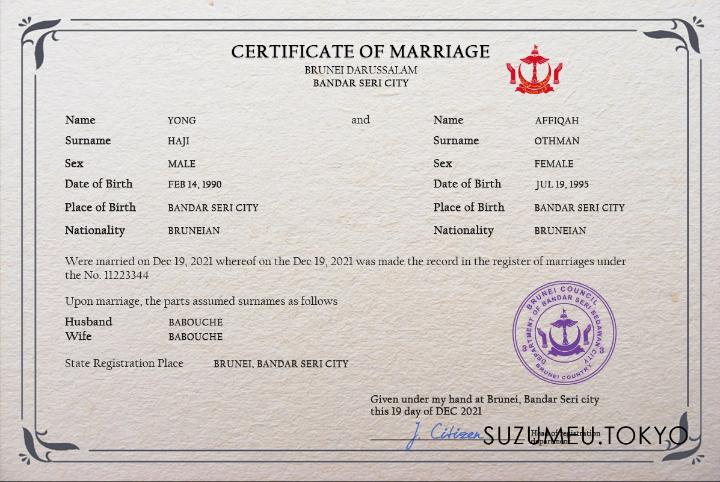 CERTIFICATE OF MARRIAGE
BRUNEI DARUSSALAM
BANDAR SERI CITY
Name YONG and Name AFFIQAH
Surname HAJI Surname OTHMAN
Sex MALE Sex FEMALE
Date of Birth FEB 14, 1990 Date of Birth JUL 19, 1995
Place of Birth BANDAR SERI CITY Place of Birth BANDAR SERI CITY
Nationality BRUNEIAN Nationality BRUNEIAN
Were married on Dec 19, 2021 whereof on the Dec 19, 2021 was made the record in the register of marriages under
the No. 11223344
Upon marriage, the parts assumed surnames as follows
Husband BABOUCHE
Wife BABOUCHE
State Registration Place BRUNEI, BANDAR SERI CITY
BRUNEI COUNCIL
DEPARTMENT OF BANDAR SERI BEDAWAN CITY
BRUNEI COUNTRY
Given under my hand at Brunei, Bandar Seri city
this 19 day of DEC 2021
J. Citizen
Head of registration
department
SUZUMEU.TOKYO